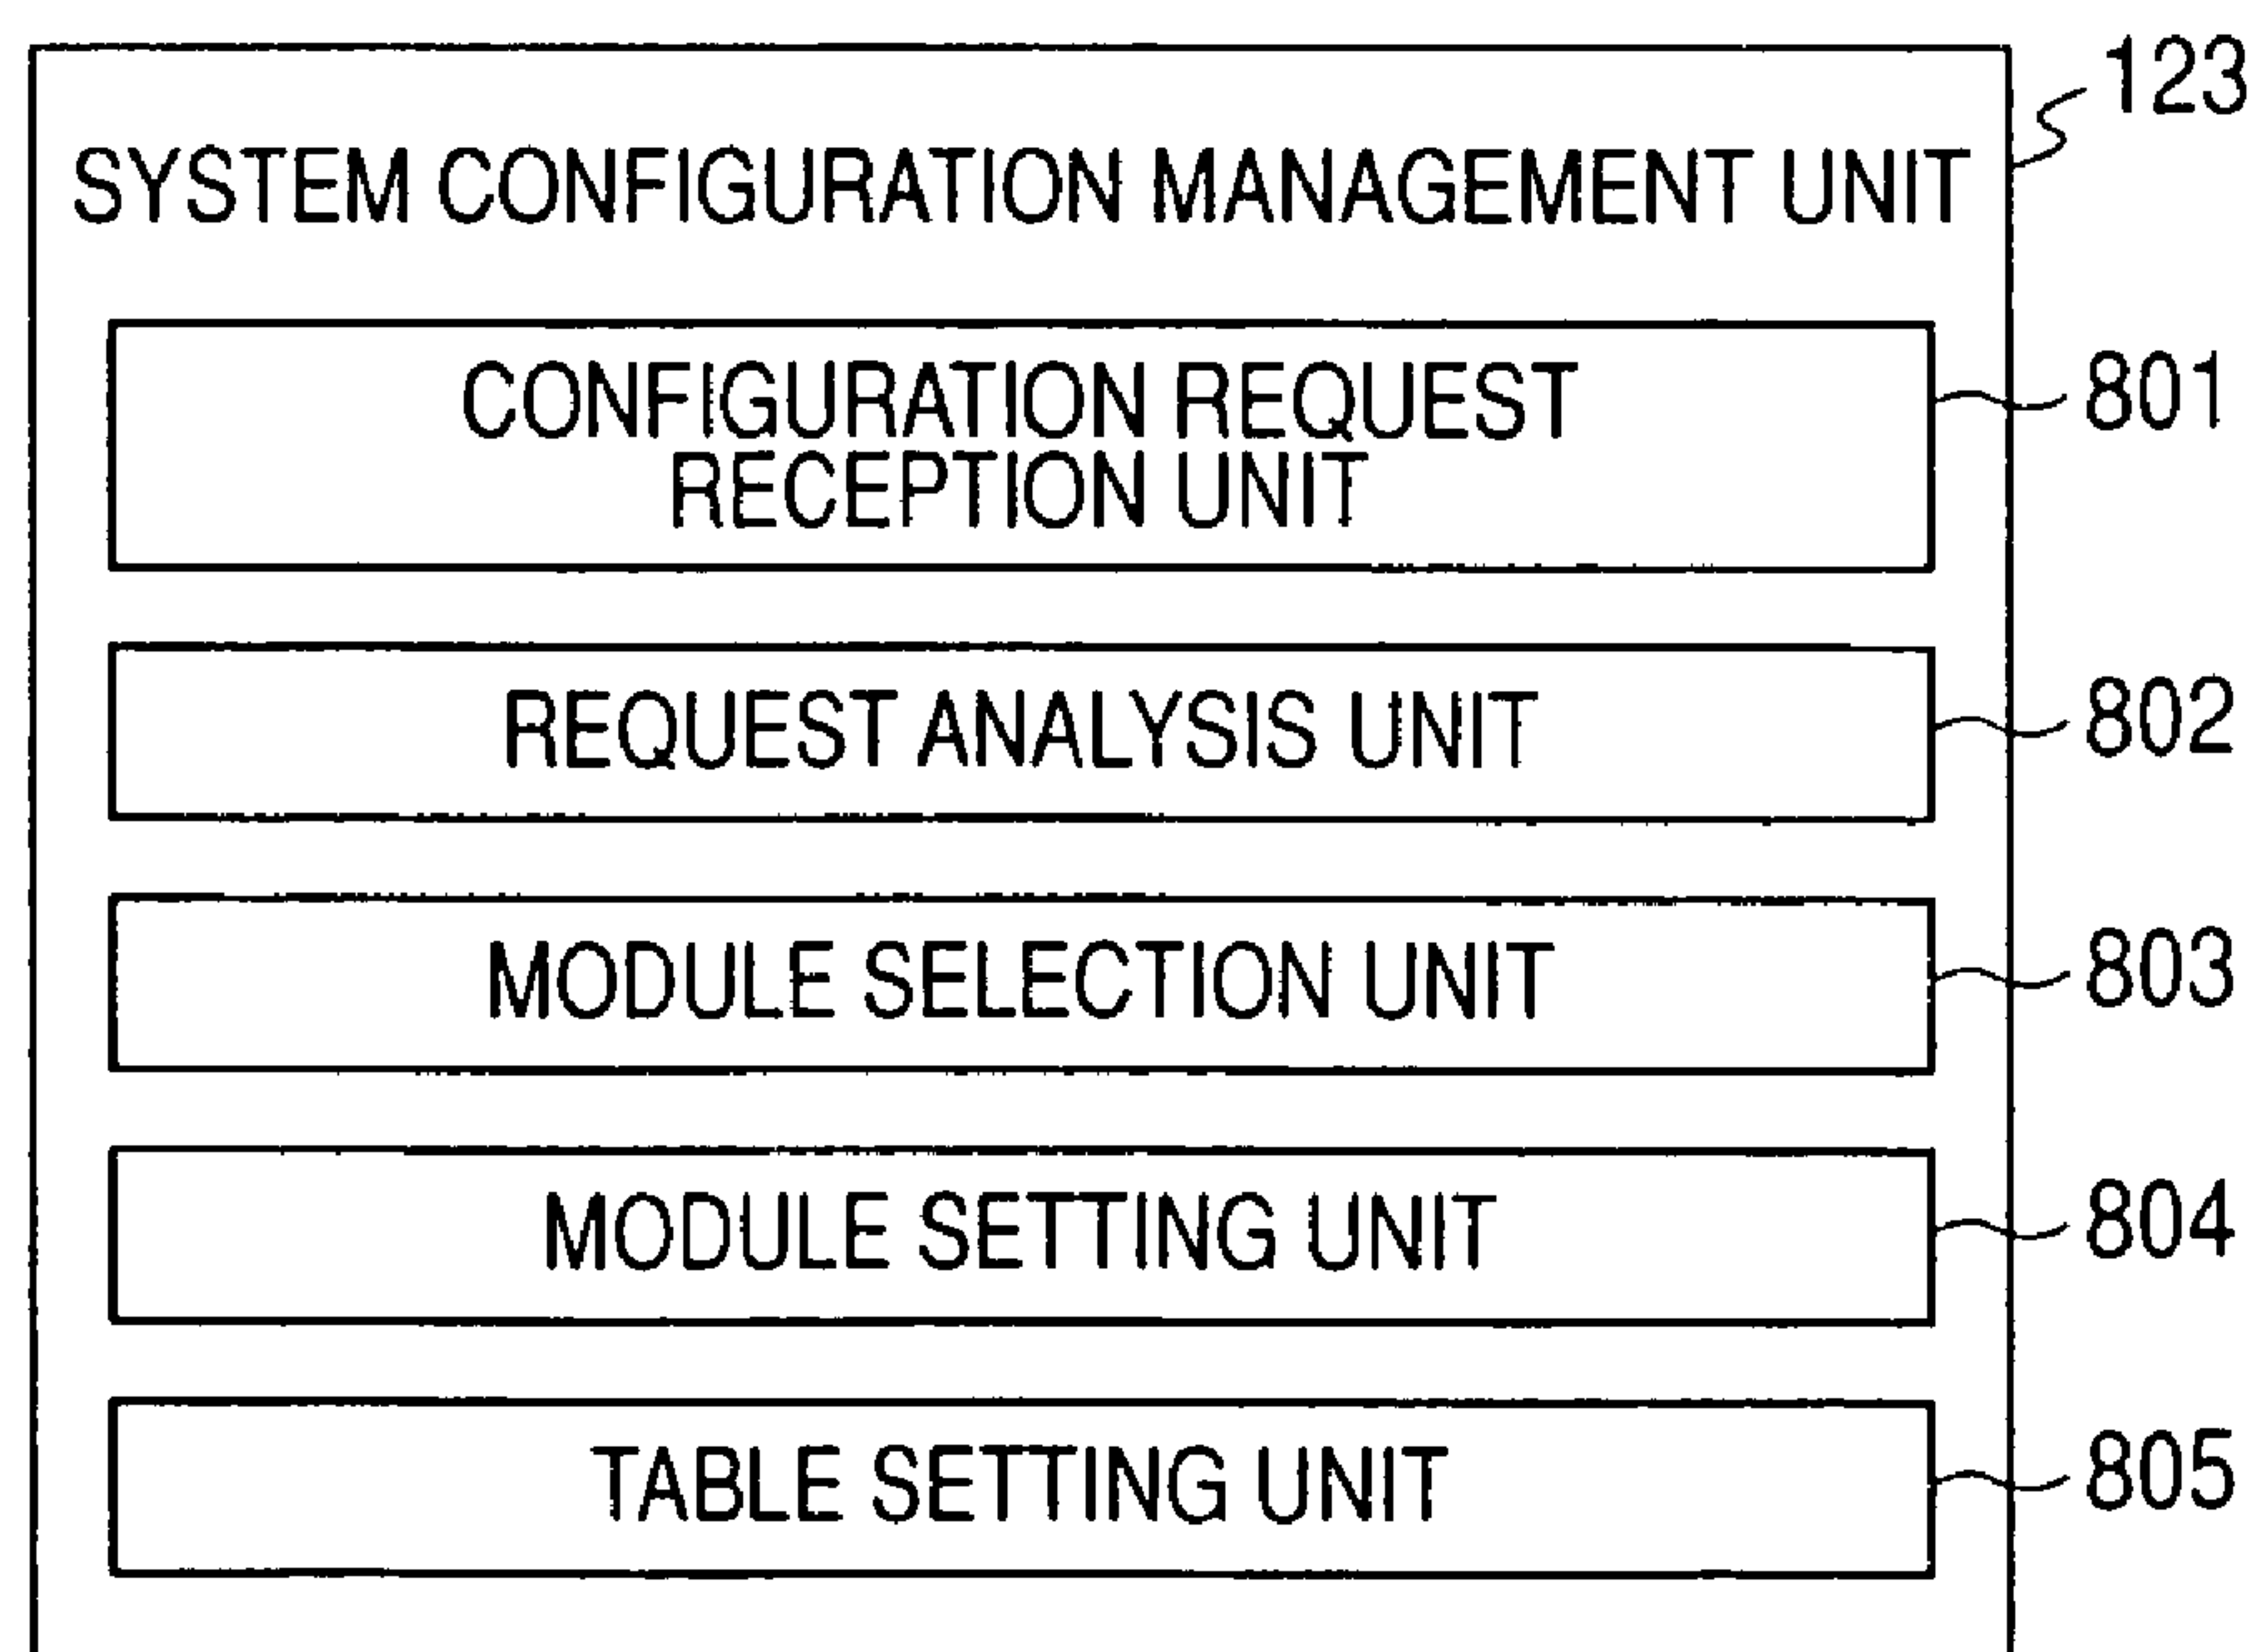 123
SYSTEM CONFIGURATION MANAGEMENT UNIT
CONFIGURATION REQUEST
RECEPTION UNIT
801
REQUEST ANALYSIS UNIT
802
MODULE SELECTION UNIT
803
MODULE SETTING UNIT
804
TABLE SETTING UNIT
805